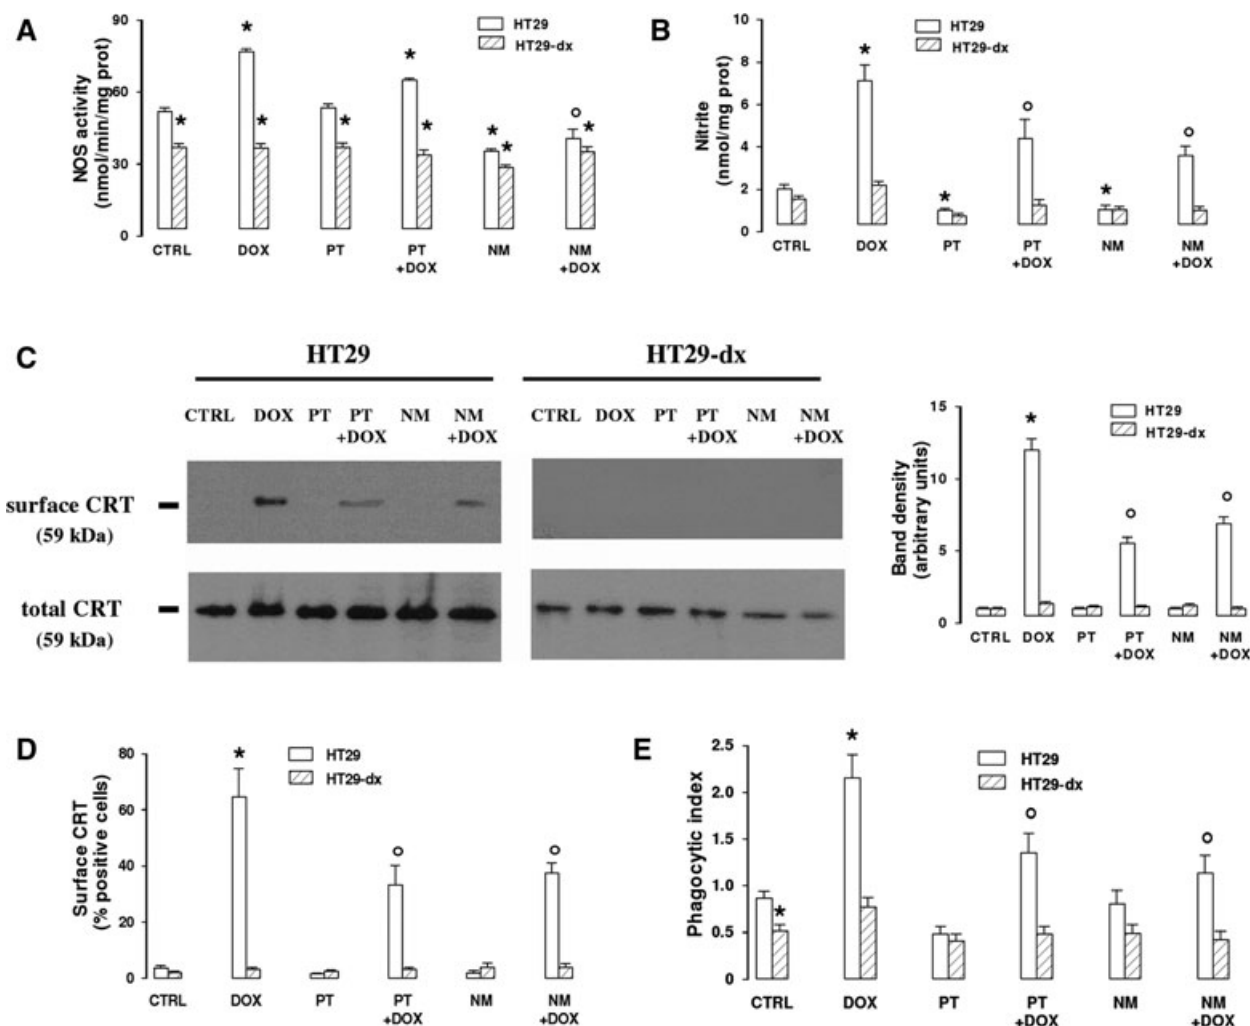 A
NOS activity
(nmol/min/mg prot)
90
60
30
0
HT29
HT29-dx
* * * * * * * * * o *
CTRL DOX PT PT NM NM
+DOX +DOX
B
Nitrite
(nmol/mg prot)
10
8
6
4
2
0
HT29
HT29-dx
* * o * o
CTRL DOX PT PT NM NM
+DOX +DOX
C
HT29 HT29-dx
CTRL DOX PT PT NM NM
+DOX +DOX
CTRL DOX PT PT NM NM
+DOX +DOX
surface CRT
(59 kDa)
total CRT
(59 kDa)
Band density
(arbitrary units)
15
10
5
0
HT29
HT29-dx
* o o
CTRL DOX PT PT NM NM
+DOX +DOX
D
Surface CRT
(% positive cells)
80
60
40
20
0
HT29
HT29-dx
* o o
CTRL DOX PT PT NM NM
+DOX +DOX
E
Phagocytic index
2.5
2.0
1.5
1.0
0.5
0
HT29
HT29-dx
* * o o
CTRL DOX PT PT NM NM
+DOX +DOX